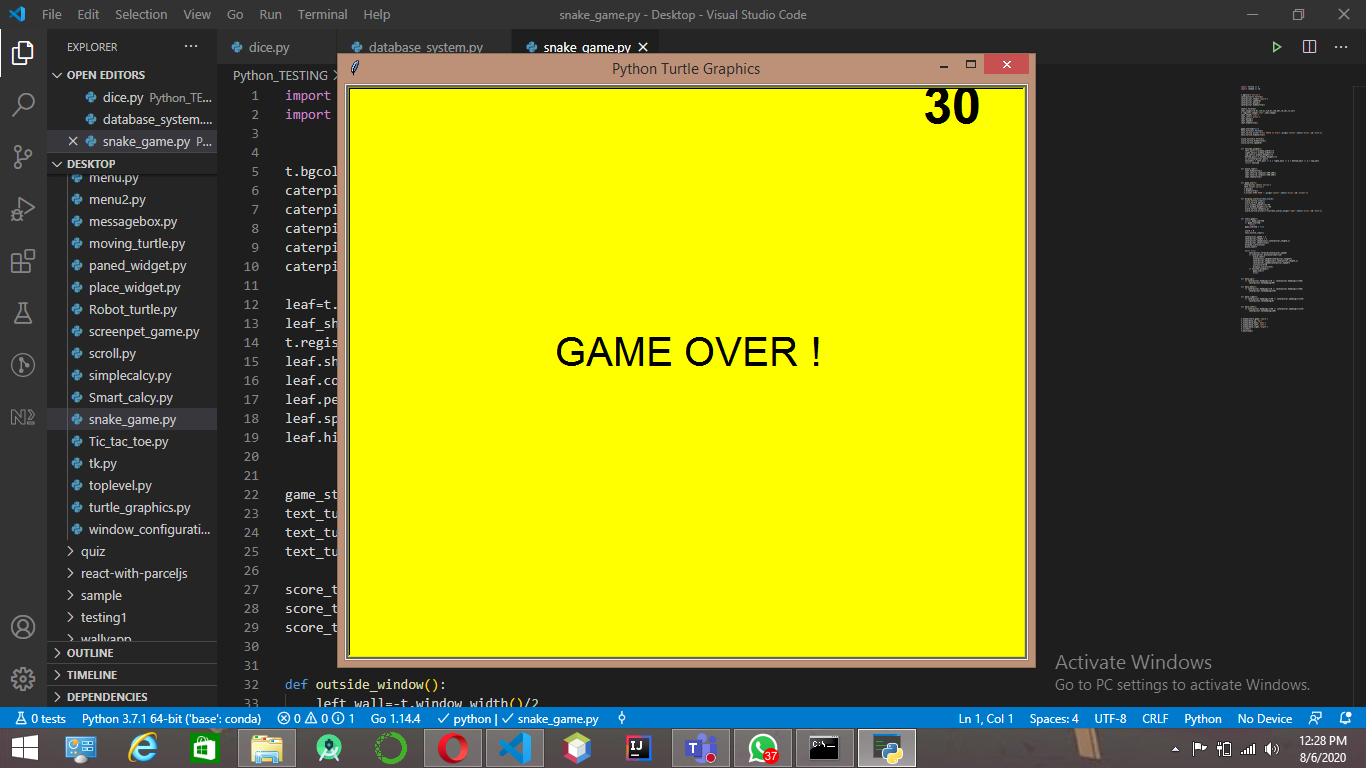 File Edit Selection View Go Run Terminal Help
snake_game.py - Desktop - Visual Studio Code
EXPLORER
OPEN EDITORS
dice.py Python_TE...
database_system....
snake_game.py P...
DESKTOP
menu.py
menu2.py
messagebox.py
moving_turtle.py
paned_widget.py
place_widget.py
Robot_turtle.py
screenpet_game.py
scroll.py
simplecalcy.py
Smart_calcy.py
snake_game.py
Tic_tac_toe.py
tk.py
toplevel.py
turtle_graphics.py
window_configurati...
quiz
react-with-parceljs
sample
testing1
wallyapp
OUTLINE
TIMELINE
DEPENDENCIES
dice.py database_system.py snake_game.py
Python_TESTING
1 import
2 import
3
4
5 t.bgcol
6 caterpi
7 caterpi
8 caterpi
9 caterpi
10 caterpi
11
12 leaf=t.
13 leaf_sh
14 t.regis
15 leaf.sh
16 leaf.co
17 leaf.pe
18 leaf.sp
19 leaf.hi
20
21
22 game_st
23 text_tu
24 text_tu
25 text_tu
26
27 score_t
28 score_t
29 score_t
30
31
32 def outside_window():
33 left_wall=-t.window_width()/2
Python Turtle Graphics
30
GAME OVER !
Activate Windows
Go to PC settings to activate Windows.
0 tests Python 3.7.1 64-bit ('base': conda) 0 0 1 Go 1.14.4 python | snake_game.py
Ln 1, Col 1 Spaces: 4 UTF-8 CRLF Python No Device
N2
IJ
C:\_
37
12:28 PM
8/6/2020